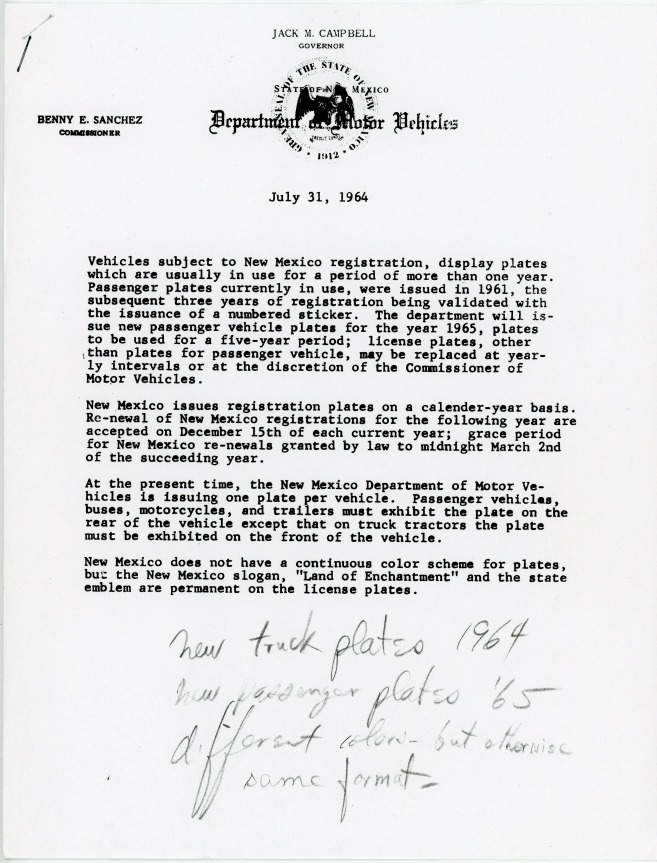 JACK M. CAMPBELL
GOVERNOR
GREAT SEAL OF THE STATE OF NEW MEXICO
STATE OF NEW MEXICO
BENNY E. SANCHEZ
COMMISSIONER
Department of Motor Vehicles
• 1912 •
July 31, 1964
Vehicles subject to New Mexico registration, display plates
which are usually in use for a period of more than one year.
Passenger plates currently in use, were issued in 1961, the
subsequent three years of registration being validated with
the issuance of a numbered sticker. The department will is-
sue new passenger vehicle plates for the year 1965, plates
to be used for a five-year period; license plates, other
than plates for passenger vehicle, may be replaced at year-
ly intervals or at the discretion of the Commissioner of
Motor Vehicles.
New Mexico issues registration plates on a calender-year basis.
Re-newal of New Mexico registrations for the following year are
accepted on December 15th of each current year; grace period
for New Mexico re-newals granted by law to midnight March 2nd
of the succeeding year.
At the present time, the New Mexico Department of Motor Ve-
hicles is issuing one plate per vehicle. Passenger vehicles,
buses, motorcycles, and trailers must exhibit the plate on the
rear of the vehicle except that on truck tractors the plate
must be exhibited on the front of the vehicle.
New Mexico does not have a continuous color scheme for plates,
but the New Mexico slogan, "Land of Enchantment" and the state
emblem are permanent on the license plates.
new truck plates 1964
new passenger plates '65
different colors - but otherwise
same format -